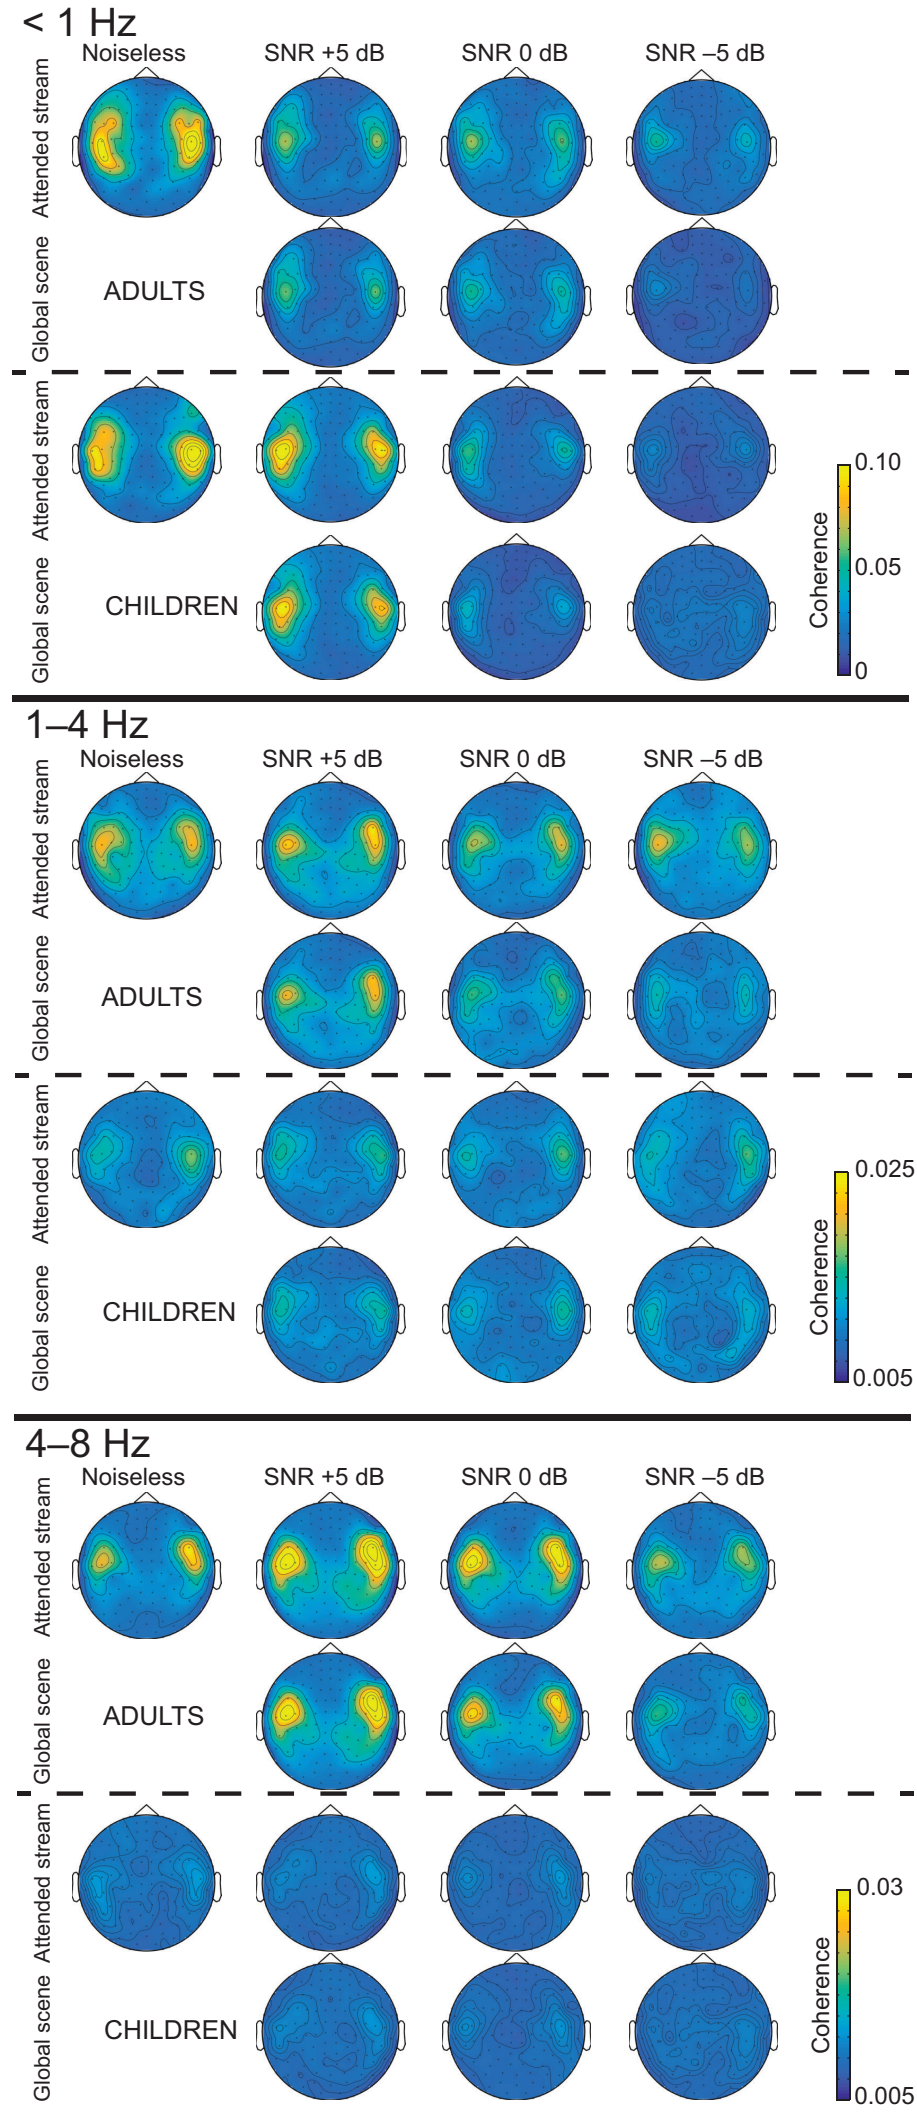 < 1 Hz
Noiseless SNR +5 dB SNR 0 dB SNR –5 dB
Attended stream
Global scene
ADULTS
Attended stream
Global scene
CHILDREN
Coherence
0.10
0.05
0
1–4 Hz
Noiseless SNR +5 dB SNR 0 dB SNR –5 dB
Attended stream
Global scene
ADULTS
Attended stream
Global scene
CHILDREN
Coherence
0.025
0.005
4–8 Hz
Noiseless SNR +5 dB SNR 0 dB SNR –5 dB
Attended stream
Global scene
ADULTS
Attended stream
Global scene
CHILDREN
Coherence
0.03
0.005